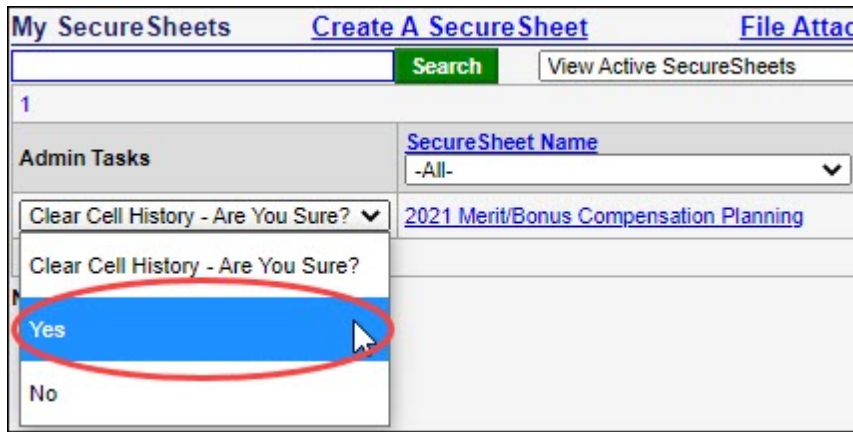 My SecureSheets Create A SecureSheet File Attac
Search View Active SecureSheets
1
Admin Tasks SecureSheet Name
-All-
Clear Cell History - Are You Sure? 2021 Merit/Bonus Compensation Planning
Clear Cell History - Are You Sure?
Yes
No